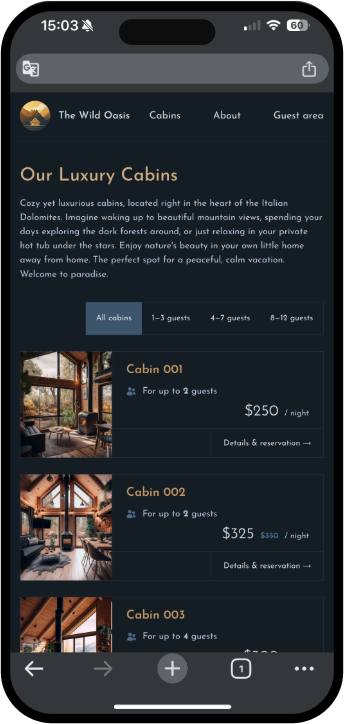 15:03
60
The Wild Oasis
Cabins
About
Guest area
Our Luxury Cabins
Cozy yet luxurious cabins, located right in the heart of the Italian
Dolomites. Imagine waking up to beautiful mountain views, spending your
days exploring the dark forests around, or just relaxing in your private
hot tub under the stars. Enjoy nature's beauty in your own little home
away from home. The perfect spot for a peaceful, calm vacation.
Welcome to paradise.
All cabins
1—3 guests
4—7 guests
8—12 guests
Cabin 001
For up to 2 guests
$250 / night
Details & reservation →
Cabin 002
For up to 2 guests
$325 $350 / night
Details & reservation →
Cabin 003
For up to 4 guests
1